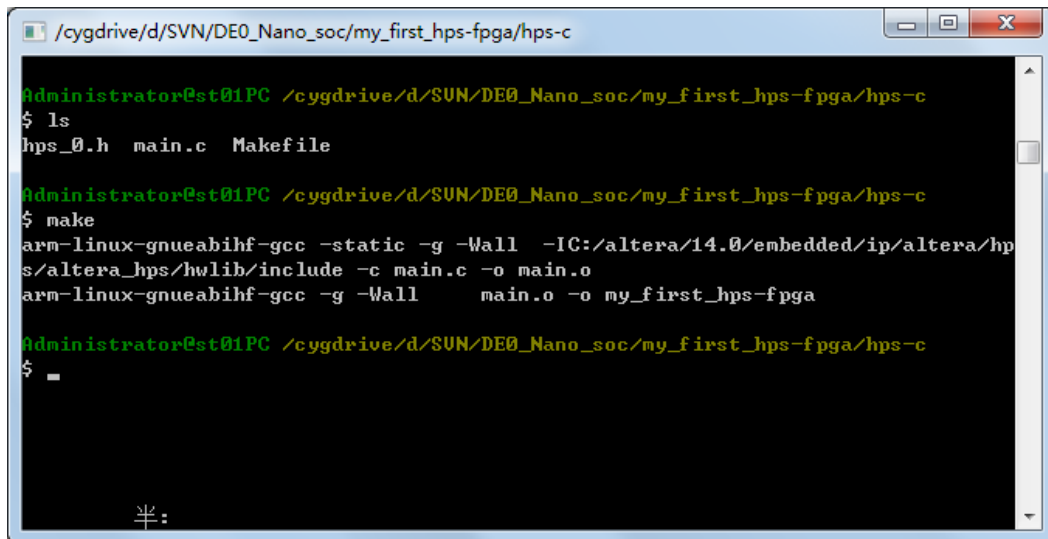 /cygdrive/d/SVN/DE0_Nano_soc/my_first_hps-fpga/hps-c
Administrator@st01PC /cygdrive/d/SVN/DE0_Nano_soc/my_first_hps-fpga/hps-c
$ ls
hps_0.h  main.c  Makefile
Administrator@st01PC /cygdrive/d/SVN/DE0_Nano_soc/my_first_hps-fpga/hps-c
$ make
arm-linux-gnueabihf-gcc -static -g -Wall  -IC:/altera/14.0/embedded/ip/altera/hp
s/altera_hps/hwlib/include -c main.c -o main.o
arm-linux-gnueabihf-gcc -g -Wall     main.o -o my_first_hps-fpga
Administrator@st01PC /cygdrive/d/SVN/DE0_Nano_soc/my_first_hps-fpga/hps-c
$ _
半: